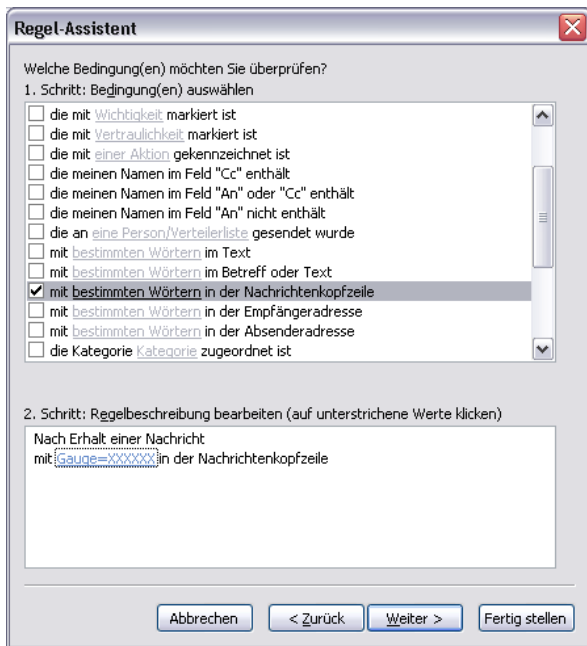 Regel-Assistent
Welche Bedingung(en) möchten Sie überprüfen?
1. Schritt: Bedingung(en) auswählen
die mit Wichtigkeit markiert ist
die mit Vertraulichkeit markiert ist
die mit einer Aktion gekennzeichnet ist
die meinen Namen im Feld "Cc" enthält
die meinen Namen im Feld "An" oder "Cc" enthält
die meinen Namen im Feld "An" nicht enthält
die an eine Person/Verteilerliste gesendet wurde
mit bestimmten Wörtern im Text
mit bestimmten Wörtern im Betreff oder Text
mit bestimmten Wörtern in der Nachrichtenkopfzeile
mit bestimmten Wörtern in der Empfängeradresse
mit bestimmten Wörtern in der Absenderadresse
die Kategorie Kategorie zugeordnet ist
2. Schritt: Regelbeschreibung bearbeiten (auf unterstrichene Werte klicken)
Nach Erhalt einer Nachricht
mit Gauge=XXXXXX in der Nachrichtenkopfzeile
Abbrechen < Zurück Weiter > Fertig stellen